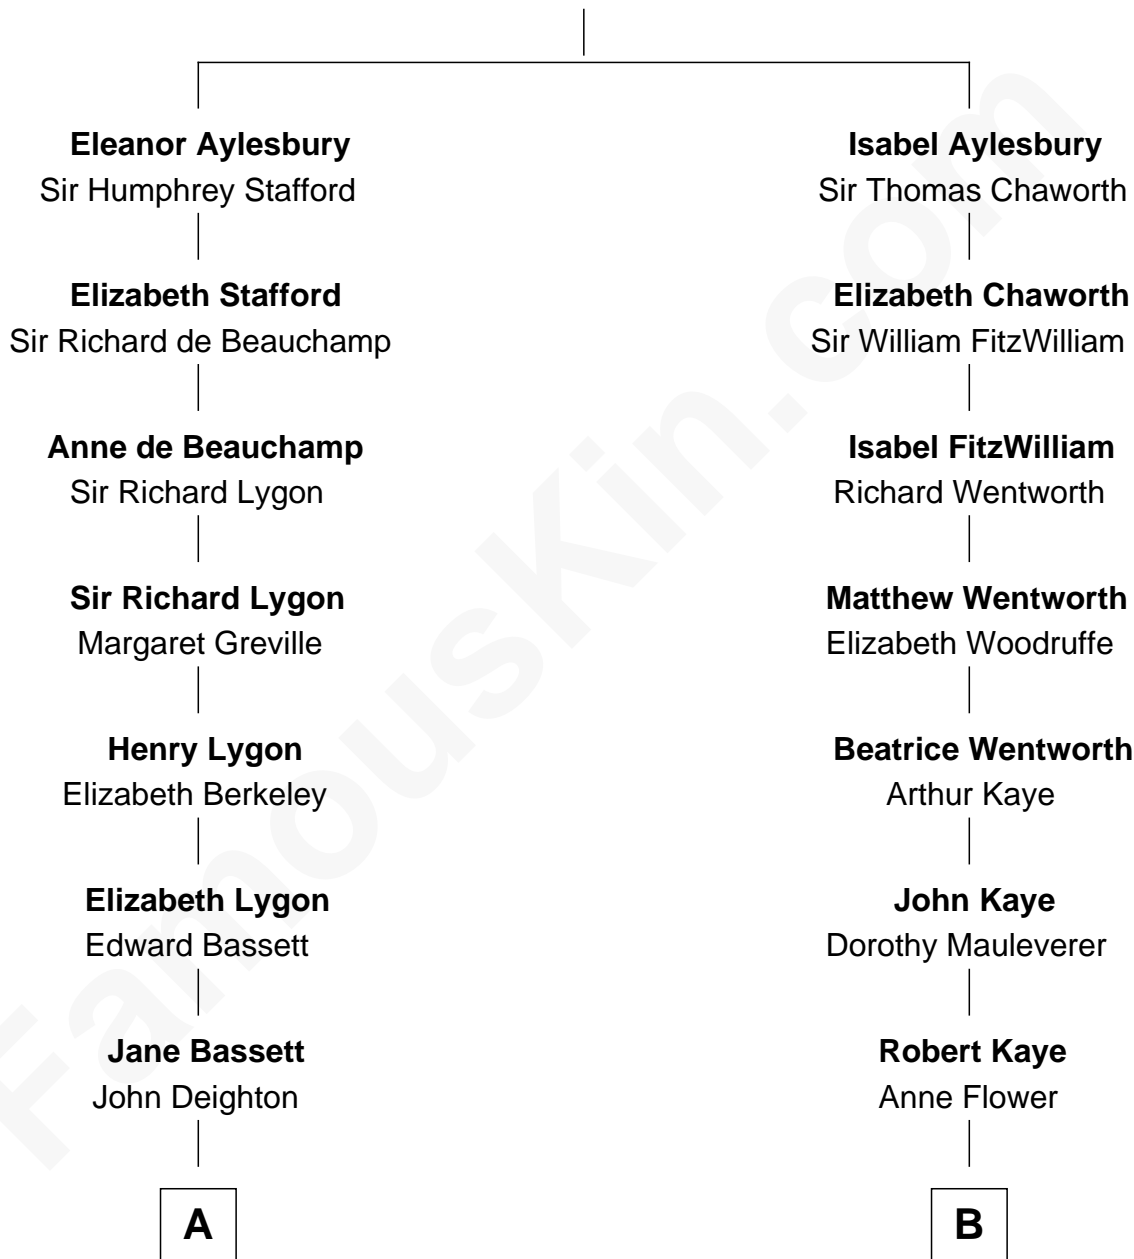 Eleanor Aylesbury
Sir Humphrey Stafford
Elizabeth Stafford
Sir Richard de Beauchamp
Anne de Beauchamp
Sir Richard Lygon
Sir Richard Lygon
Margaret Greville
Henry Lygon
Elizabeth Berkeley
Elizabeth Lygon
Edward Bassett
Jane Bassett
John Deighton
A
Isabel Aylesbury
Sir Thomas Chaworth
Elizabeth Chaworth
Sir William FitzWilliam
Isabel FitzWilliam
Richard Wentworth
Matthew Wentworth
Elizabeth Woodruffe
Beatrice Wentworth
Arthur Kaye
John Kaye
Dorothy Mauleverer
Robert Kaye
Anne Flower
B
FamousKin.com